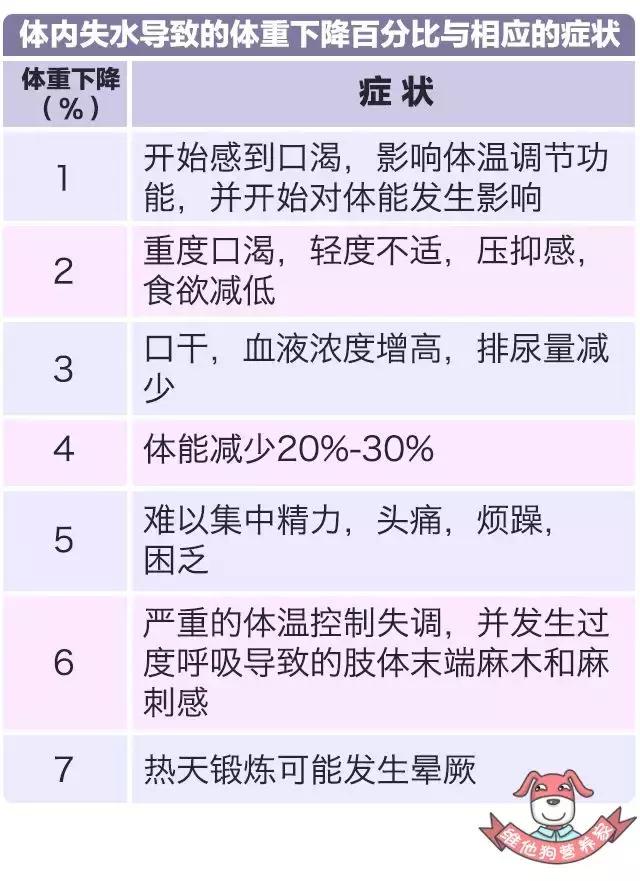 体内失水导致的体重下降百分比与相应的症状
体重下降
（%）
症状
1
开始感到口渴，影响体温调节功
能，并开始对体能发生影响
2
重度口渴，轻度不适，压抑感，
食欲减低
3
口干，血液浓度增高，排尿量减
少
4
体能减少20%-30%
5
难以集中精力，头痛，烦躁，
困乏
6
严重的体温控制失调，并发生过
度呼吸导致的肢体末端麻木和麻
刺感
7
热天锻炼可能发生晕厥
维他狗营养家